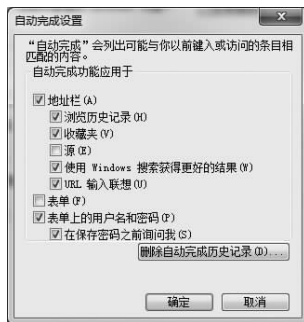 自动完成设置
“自动完成”会列出可能与你以前键入或访问的条目相
匹配的内容。
自动完成功能应用于
地址栏(A)
浏览历史记录(H)
收藏夹(V)
源(E)
使用 Windows 搜索获得更好的结果(W)
URL 输入联想(U)
表单(F)
表单上的用户名和密码(P)
在保存密码之前询问我(S)
删除自动完成历史记录(D)...
确定 取消